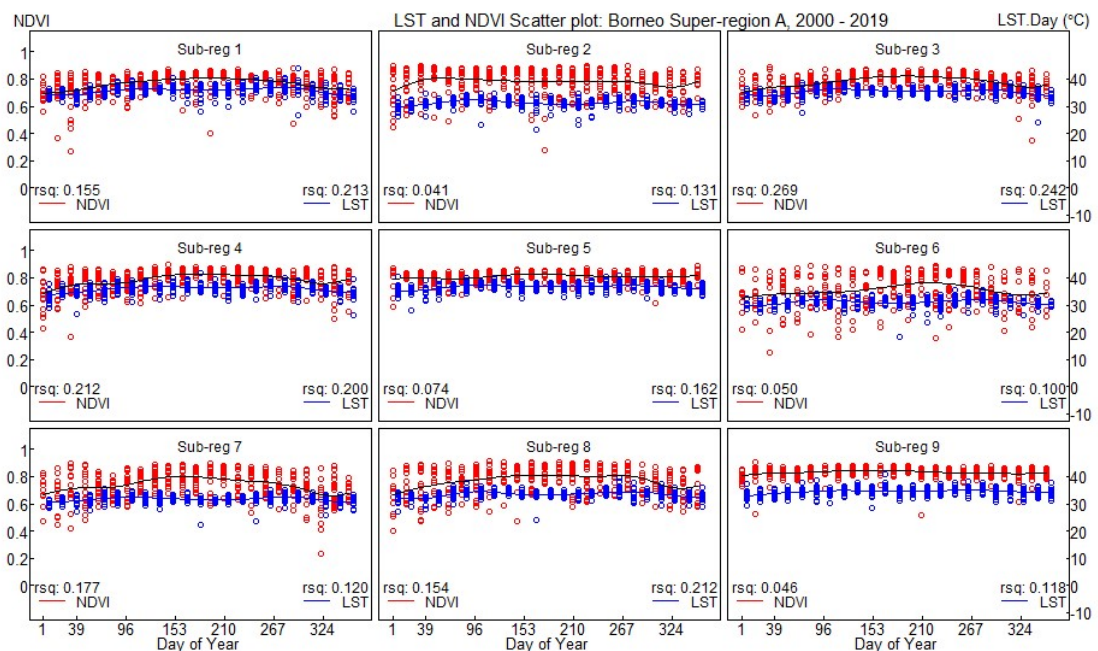 NDVI LST and NDVI Scatter plot: Borneo Super-region A, 2000 - 2019 LST.Day (°C)
Sub-reg 1 Sub-reg 2 Sub-reg 3
1
0.8 40
0.6 30
0.4 20
0.2 10
0 rsq: 0.155 rsq: 0.213 rsq: 0.041 rsq: 0.131 rsq: 0.269 rsq: 0.242 0
NDVI LST NDVI LST NDVI LST
-10
Sub-reg 4 Sub-reg 5 Sub-reg 6
1
0.8 40
0.6 30
0.4 20
0.2 10
0 rsq: 0.212 rsq: 0.200 rsq: 0.074 rsq: 0.162 rsq: 0.050 rsq: 0.100 0
NDVI LST NDVI LST NDVI LST
-10
Sub-reg 7 Sub-reg 8 Sub-reg 9
1
0.8 40
0.6 30
0.4 20
0.2 10
0 rsq: 0.177 rsq: 0.120 rsq: 0.154 rsq: 0.212 rsq: 0.046 rsq: 0.118 0
NDVI LST NDVI LST NDVI LST
-10
1 39 96 153 210 267 324 1 39 96 153 210 267 324 1 39 96 153 210 267 324
Day of Year Day of Year Day of Year